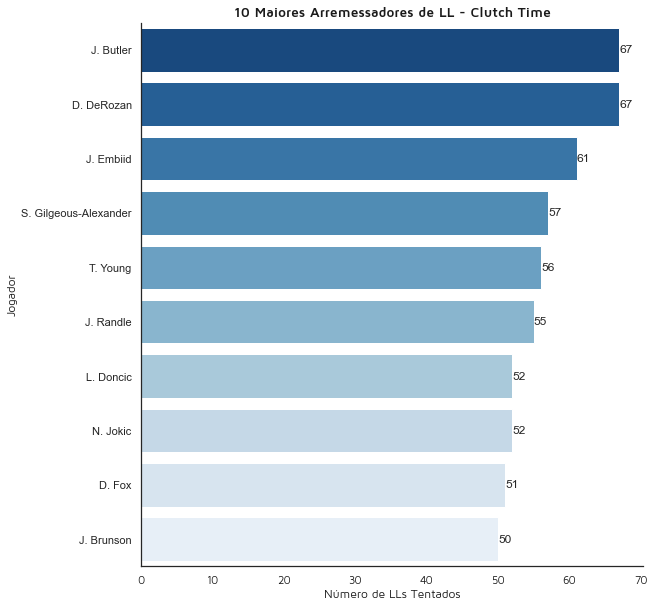 10 Maiores Arremessadores de LL - Clutch Time
J. Butler 67
D. DeRozan 67
J. Embiid 61
S. Gilgeous-Alexander 57
T. Young 56
J. Randle 55
L. Doncic 52
N. Jokic 52
D. Fox 51
J. Brunson 50
Jogador
0 10 20 30 40 50 60 70
Número de LLs Tentados